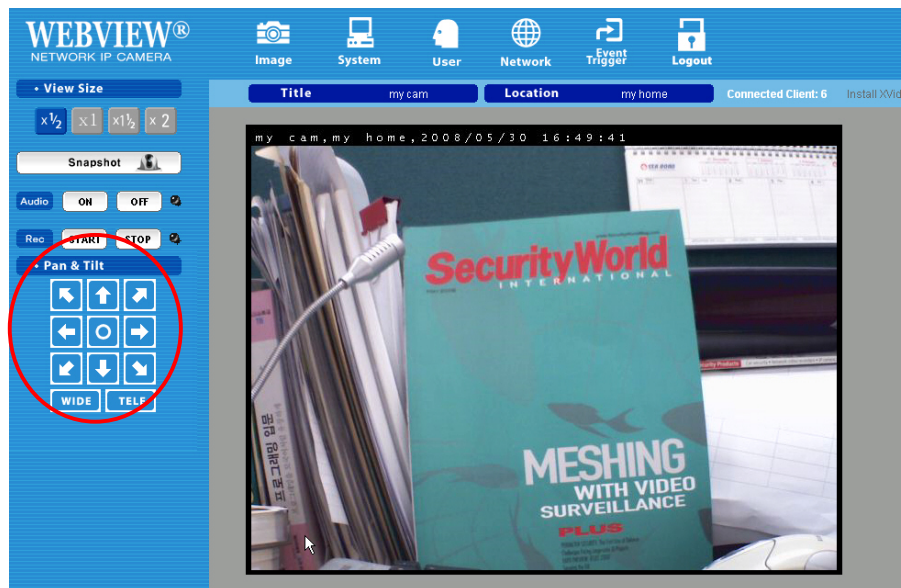 WEBVIEW®
NETWORK IP CAMERA
Image
System
User
Network
Event Trigger
Logout
• View Size
x½ x1 x1½ x 2
Snapshot
Audio ON OFF
Rec START STOP
• Pan & Tilt
WIDE TELE
Title my cam Location my home Connected Client: 6 Install XVid
my cam,my home,2008/05/30 16:49:41
SecurityWorld
INTERNATIONAL
MESHING
WITH VIDEO
SURVEILLANCE
PLUS